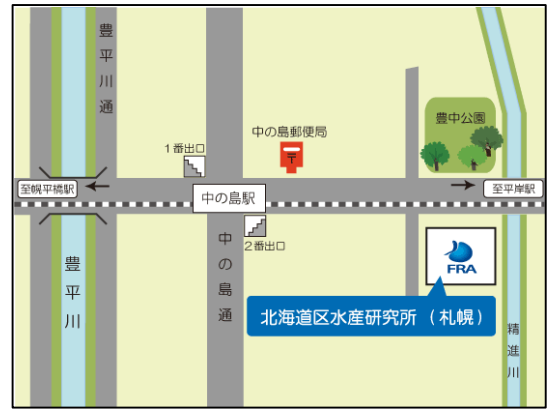 豊平川通
1番出口
中の島郵便局
〒
豊中公園
至幌平橋駅
中の島駅
至平岸駅
2番出口
中の島通
豊平川
FRA
北海道区水産研究所（札幌）
精進川